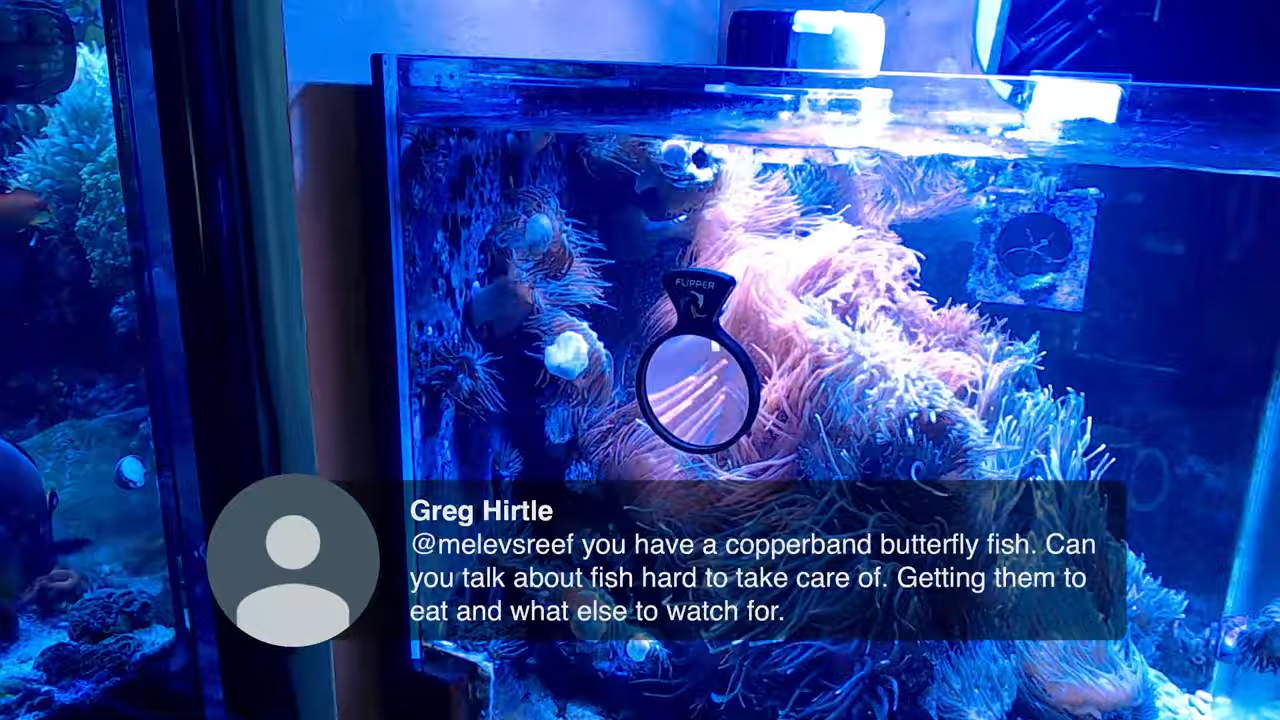 FLIPPER
Greg Hirtle
@melevsreef you have a copperband butterfly fish. Can
you talk about fish hard to take care of. Getting them to
eat and what else to watch for.